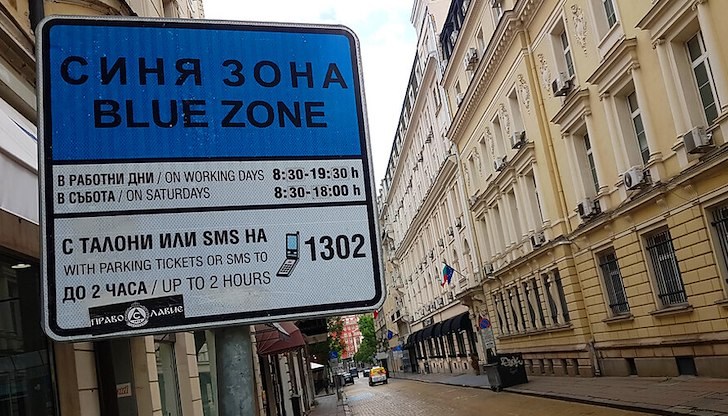 СИНЯ ЗОНА
BLUE ZONE
В РАБОТНИ ДНИ / ON WORKING DAYS 8:30-19:30 h
В СЪБОТА / ON SATURDAYS 8:30-18:00 h
С ТАЛОНИ ИЛИ SMS НА 1302
WITH PARKING TICKETS OR SMS TO
ДО 2 ЧАСА / UP TO 2 HOURS
ПРАВО СЛАВИЕ